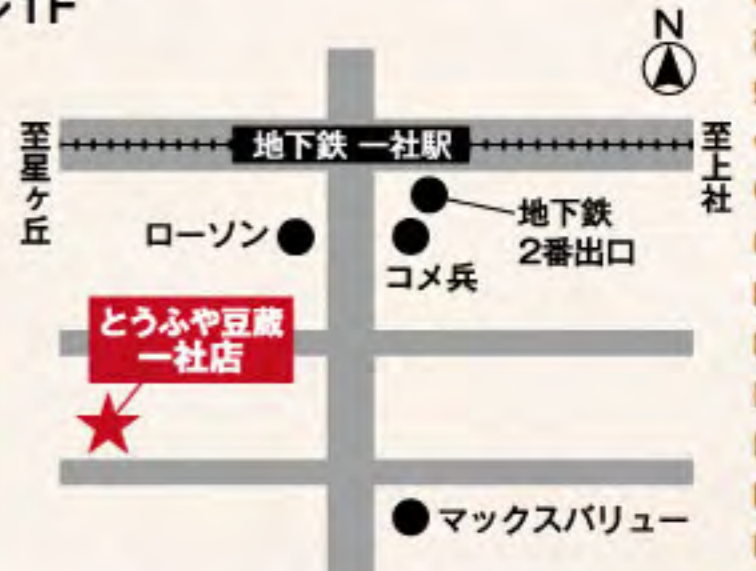 1F
N
至星ヶ丘
地下鉄 一社駅
至上社
地下鉄
2番出口
ローソン
コメ兵
とうふや豆蔵
一社店
マックスバリュー